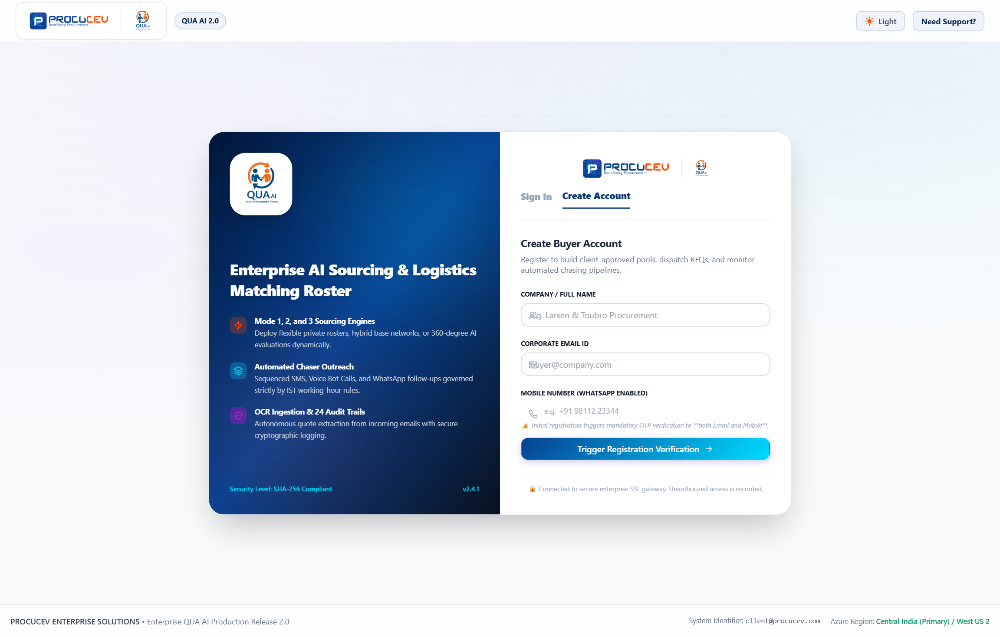 PROCUCEV
Redefining Procurement
QUA AI
QUA AI 2.0
Light
Need Support?
QUA AI
Your AI Procurement Partner
Enterprise AI Sourcing & Logistics
Matching Roster
Mode 1, 2, and 3 Sourcing Engines
Deploy flexible private rosters, hybrid base networks, or 360-degree AI
evaluations dynamically.
Automated Chaser Outreach
Sequenced SMS, Voice Bot Calls, and WhatsApp follow-ups governed
strictly by IST working-hour rules.
OCR Ingestion & 24 Audit Trails
Autonomous quote extraction from incoming emails with secure
cryptographic logging.
Security Level: SHA-256 Compliant
v2.4.1
PROCUCEV
Redefining Procurement
QUA AI
Sign In
Create Account
Create Buyer Account
Register to build client-approved pools, dispatch RFQs, and monitor
automated chasing pipelines.
COMPANY / FULL NAME
e.g. Larsen & Toubro Procurement
CORPORATE EMAIL ID
buyer@company.com
MOBILE NUMBER (WHATSAPP ENABLED)
e.g. +91 98112 23344
⚠️ Initial registration triggers mandatory OTP verification to **both Email and Mobile**.
Trigger Registration Verification →
🔒 Connected to secure enterprise SSL gateway. Unauthorized access is recorded.
PROCUCEV ENTERPRISE SOLUTIONS • Enterprise QUA AI Production Release 2.0
System Identifier: client@procucev.com
Azure Region: Central India (Primary) / West US 2